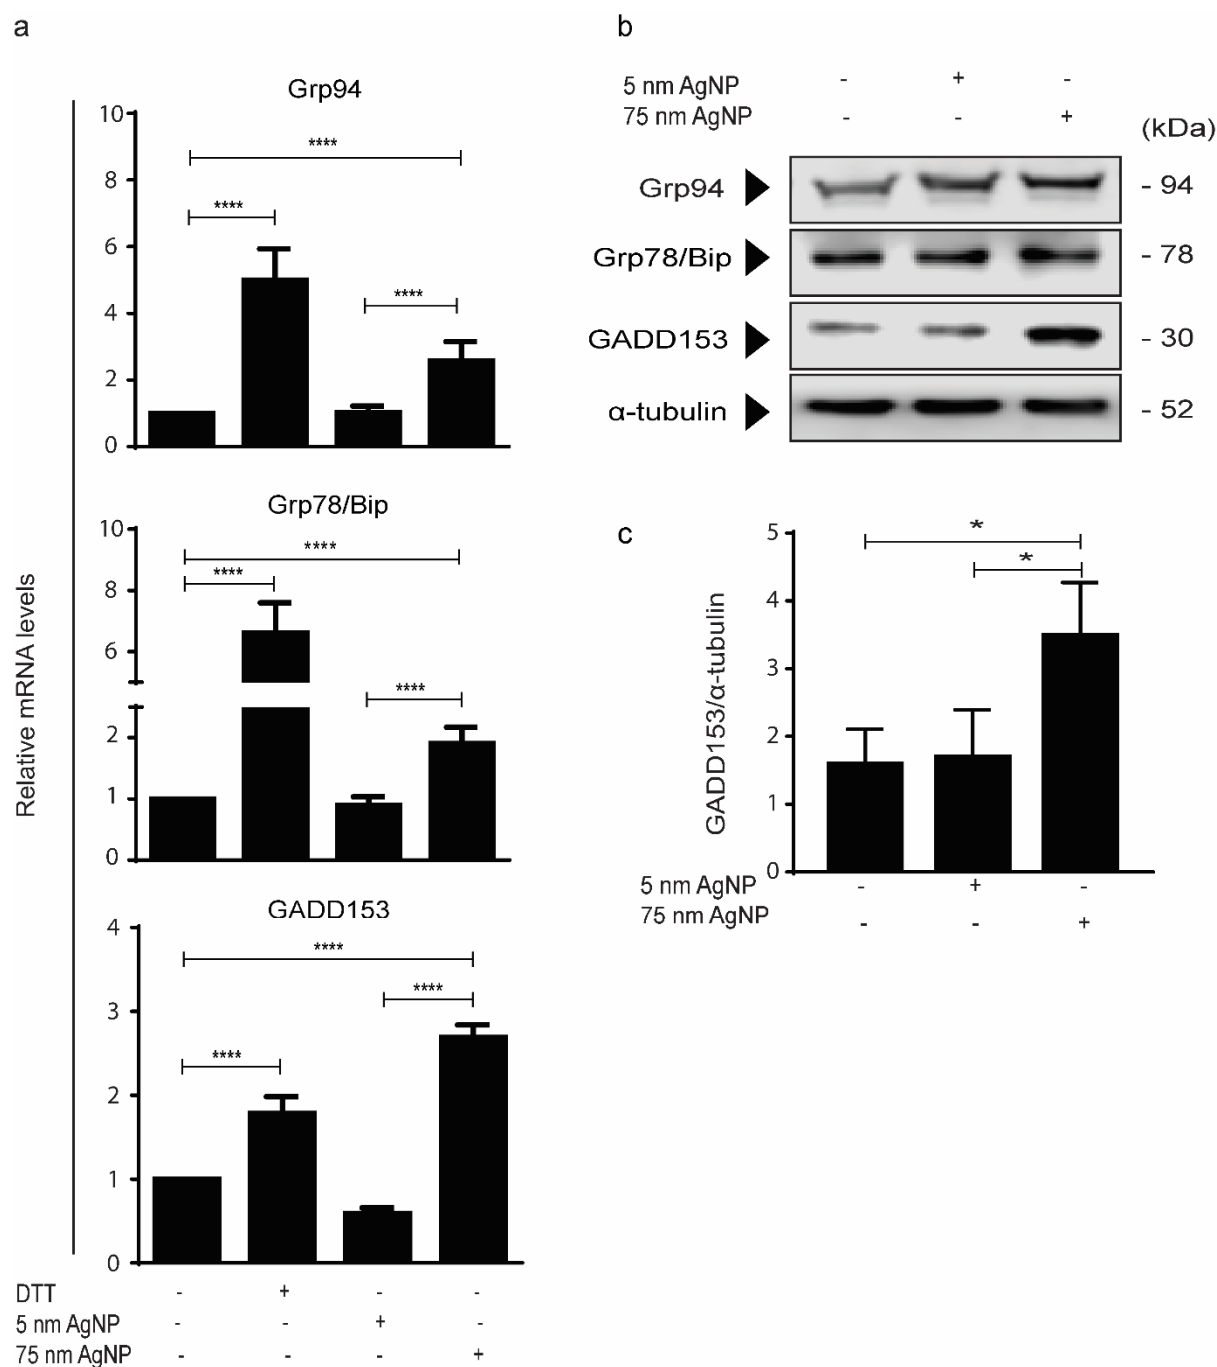 a
Grp94
10
8
6
4
2
0
****
****
****
Grp78/Bip
10
8
6
2
1
0
****
****
****
GADD153
4
3
2
1
0
****
****
****
Relative mRNA levels
DTT - + - -
5 nm AgNP - - + -
75 nm AgNP - - - +
b
5 nm AgNP - + -
75 nm AgNP - - +
(kDa)
Grp94 - 94
Grp78/Bip - 78
GADD153 - 30
α-tubulin - 52
c
5
4
3
2
1
0
*
*
GADD153/α-tubulin
5 nm AgNP - + -
75 nm AgNP - - +